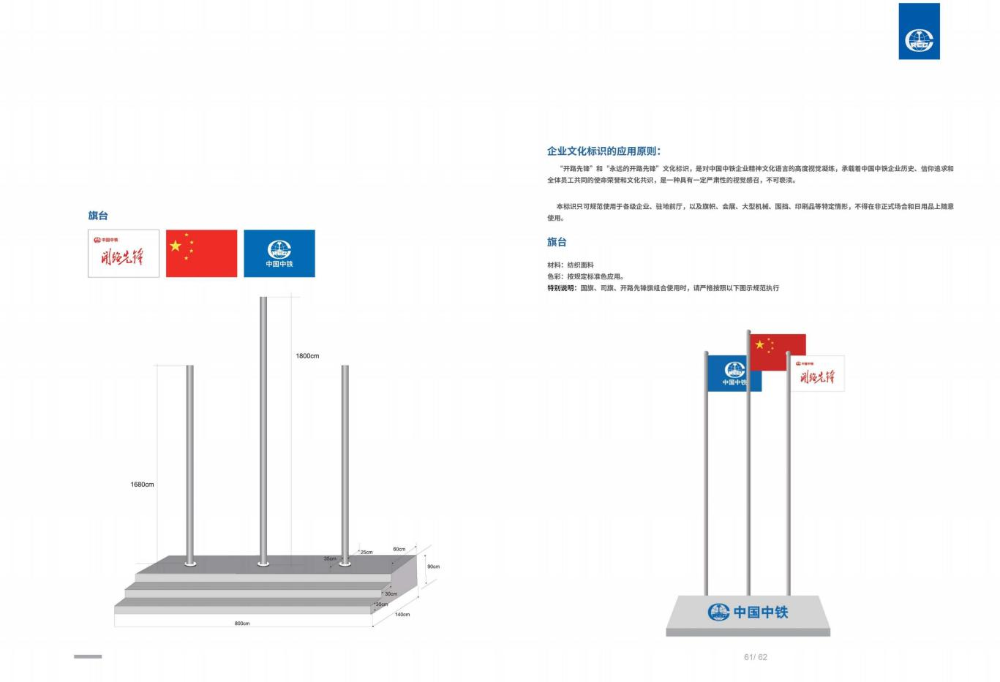 CREC
旗台
中国中铁
开路先锋
CREC
中国中铁
1800cm
1680cm
25cm
60cm
35cm
90cm
30cm
30cm
140cm
800cm
企业文化标识的应用原则：
“开路先锋”和“永远的开路先锋”文化标识，是对中国中铁企业精神文化语言的高度视觉凝练，承载着中国中铁企业历史、信仰追求和
全体员工共同的使命荣誉和文化共识，是一种具有一定严肃性的视觉感召，不可亵渎。
本标识只可规范使用于各级企业、驻地前厅，以及旗帜、会展、大型机械、围挡、印刷品等特定情形，不得在非正式场合和日用品上随意
使用。
旗台
材料：纺织面料
色彩：按规定标准色应用。
特别说明：国旗、司旗、开路先锋旗组合使用时，请严格按照以下图示规范执行
CREC
中国中铁
中国中铁
开路先锋
CREC
中国中铁
61/ 62